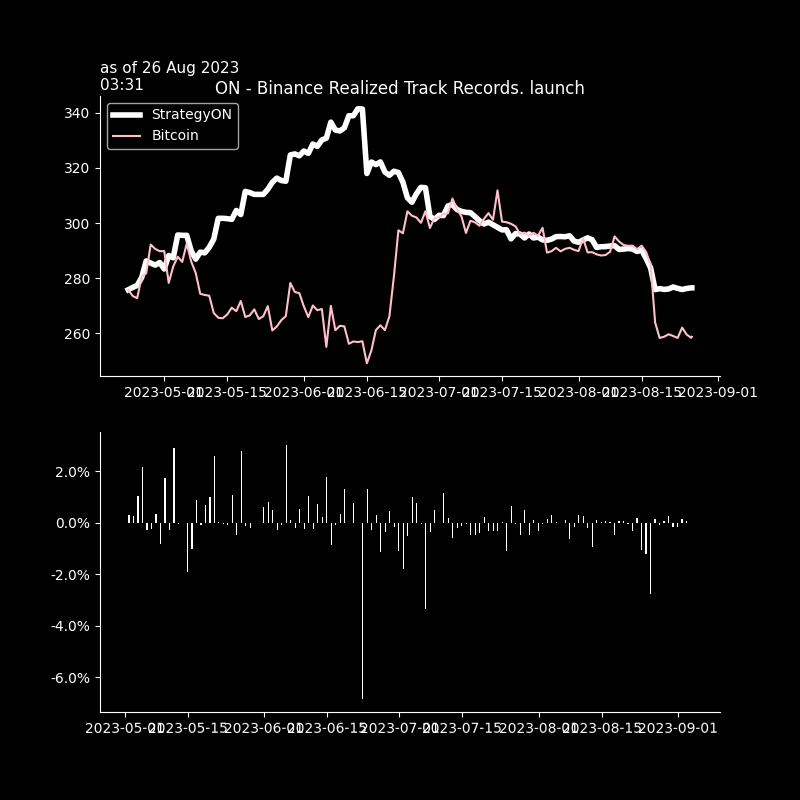 as of 26 Aug 2023
03:31
ON - Binance Realized Track Records. launch
StrategyON
Bitcoin
340
320
300
280
260
2023-05-01 2023-05-15 2023-06-01 2023-06-15 2023-07-01 2023-07-15 2023-08-01 2023-08-15 2023-09-01
2.0%
0.0%
-2.0%
-4.0%
-6.0%
2023-05-01 2023-05-15 2023-06-01 2023-06-15 2023-07-01 2023-07-15 2023-08-01 2023-08-15 2023-09-01